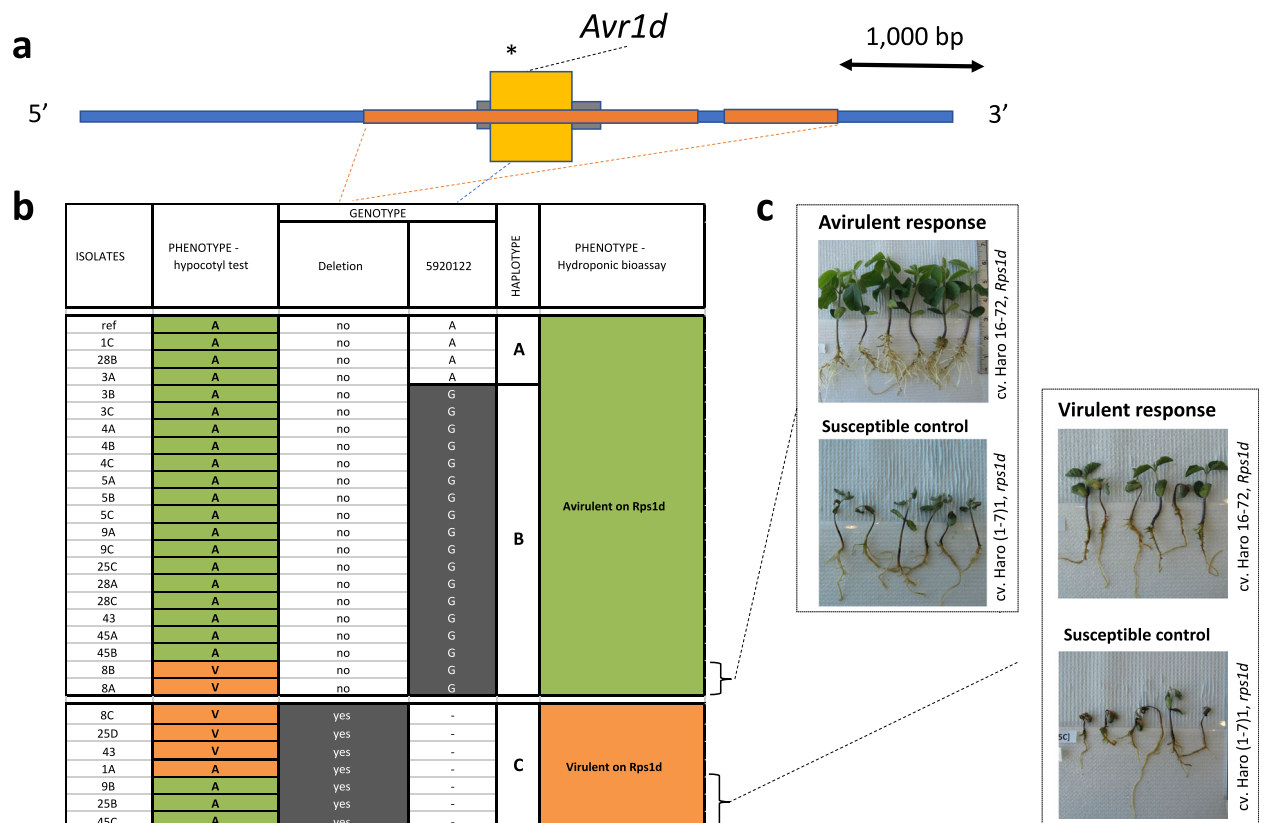 a
Avr1d
*
1,000 bp
5’
3’
b
ISOLATES
PHENOTYPE -
hypocotyl test
GENOTYPE
Deletion
5920122
HAPLOTYPE
PHENOTYPE -
Hydroponic bioassay
ref A no A
1C A no A
28B A no A
3A A no A
A
3B A no G
3C A no G
4A A no G
4B A no G
4C A no G
5A A no G
5B A no G
5C A no G
9A A no G
9C A no G
25C A no G
28A A no G
28C A no G
43 A no G
45A A no G
45B A no G
8B V no G
8A V no G
B
Avirulent on Rps1d
8C V yes -
25D V yes -
43 V yes -
1A A yes -
9B A yes -
25B A yes -
45C A yes -
C
Virulent on Rps1d
c
Avirulent response
cv. Haro 16-72, Rps1d
Susceptible control
cv. Haro (1-7)1, rps1d
Virulent response
cv. Haro 16-72, Rps1d
Susceptible control
cv. Haro (1-7)1, rps1d